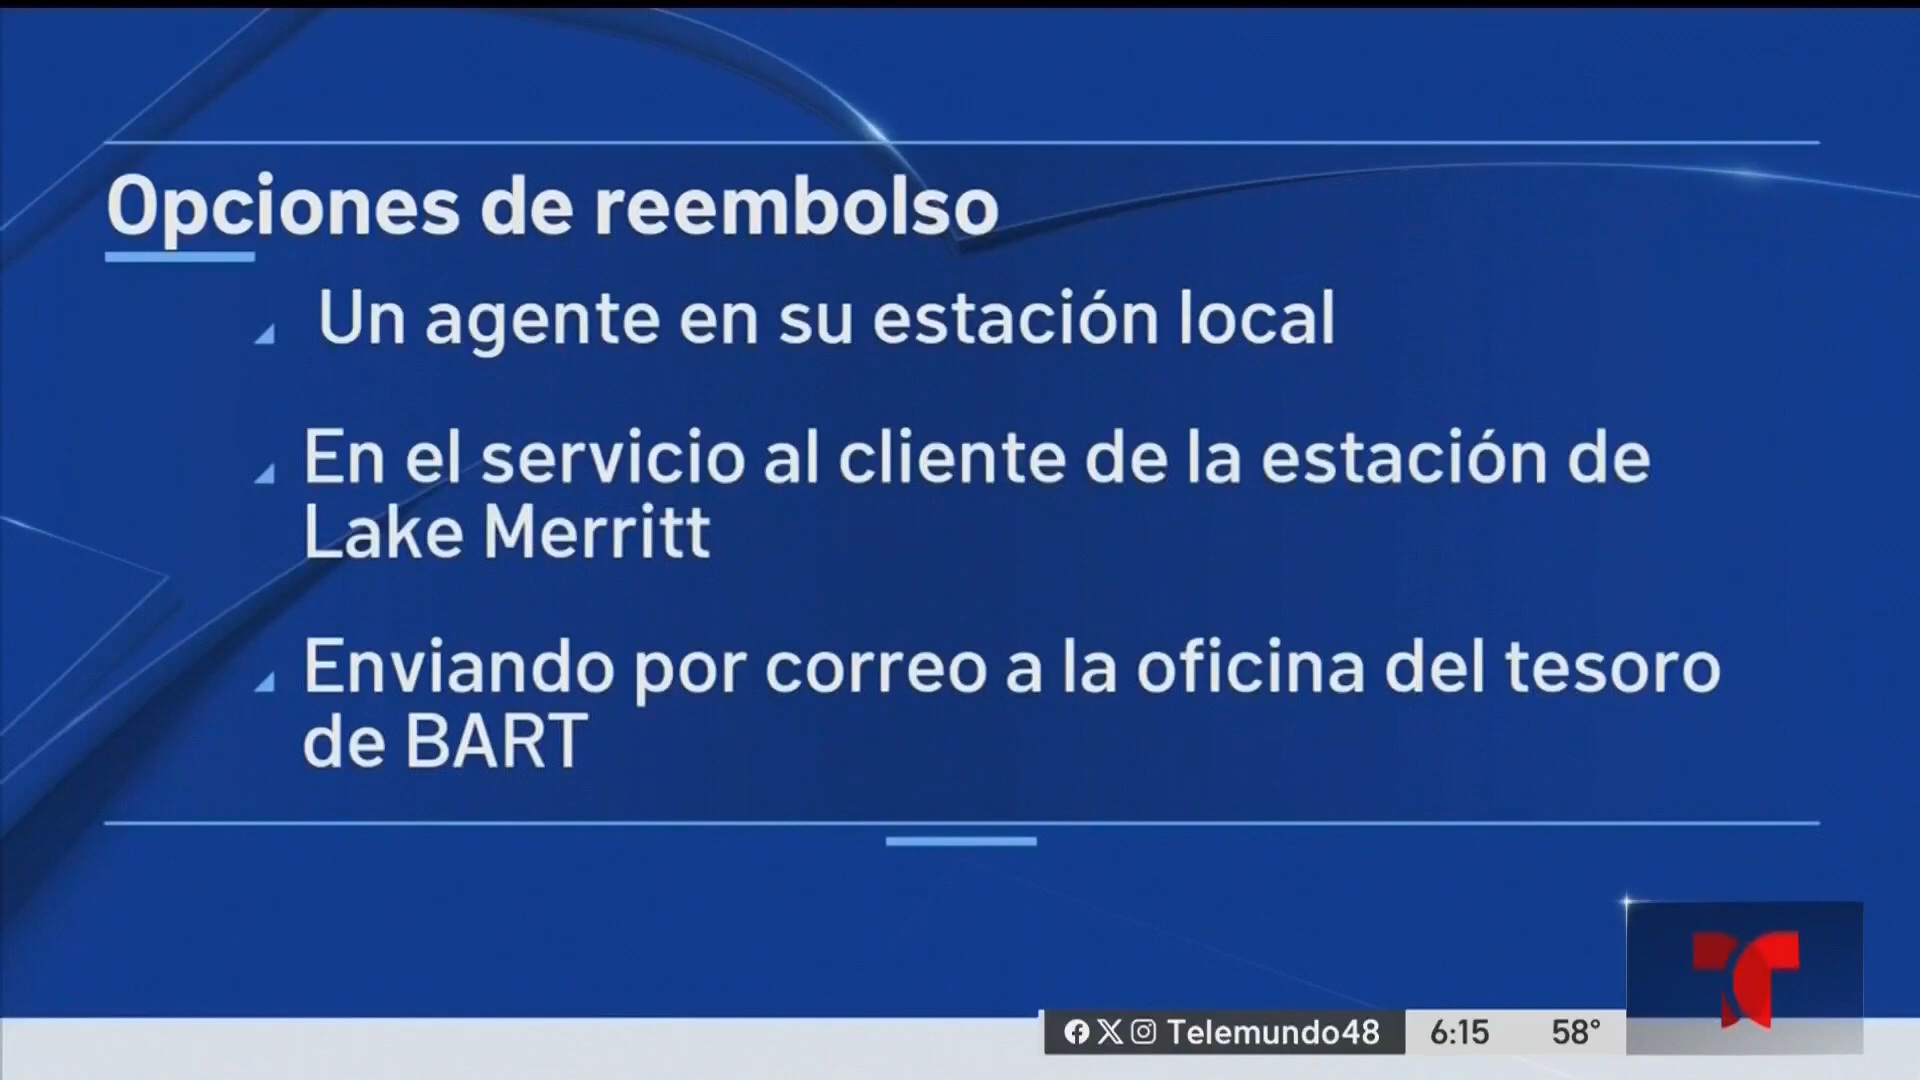 Opciones de reembolso
Un agente en su estación local
En el servicio al cliente de la estación de
Lake Merritt
Enviando por correo a la oficina del tesoro
de BART
Telemundo48 6:15 58°